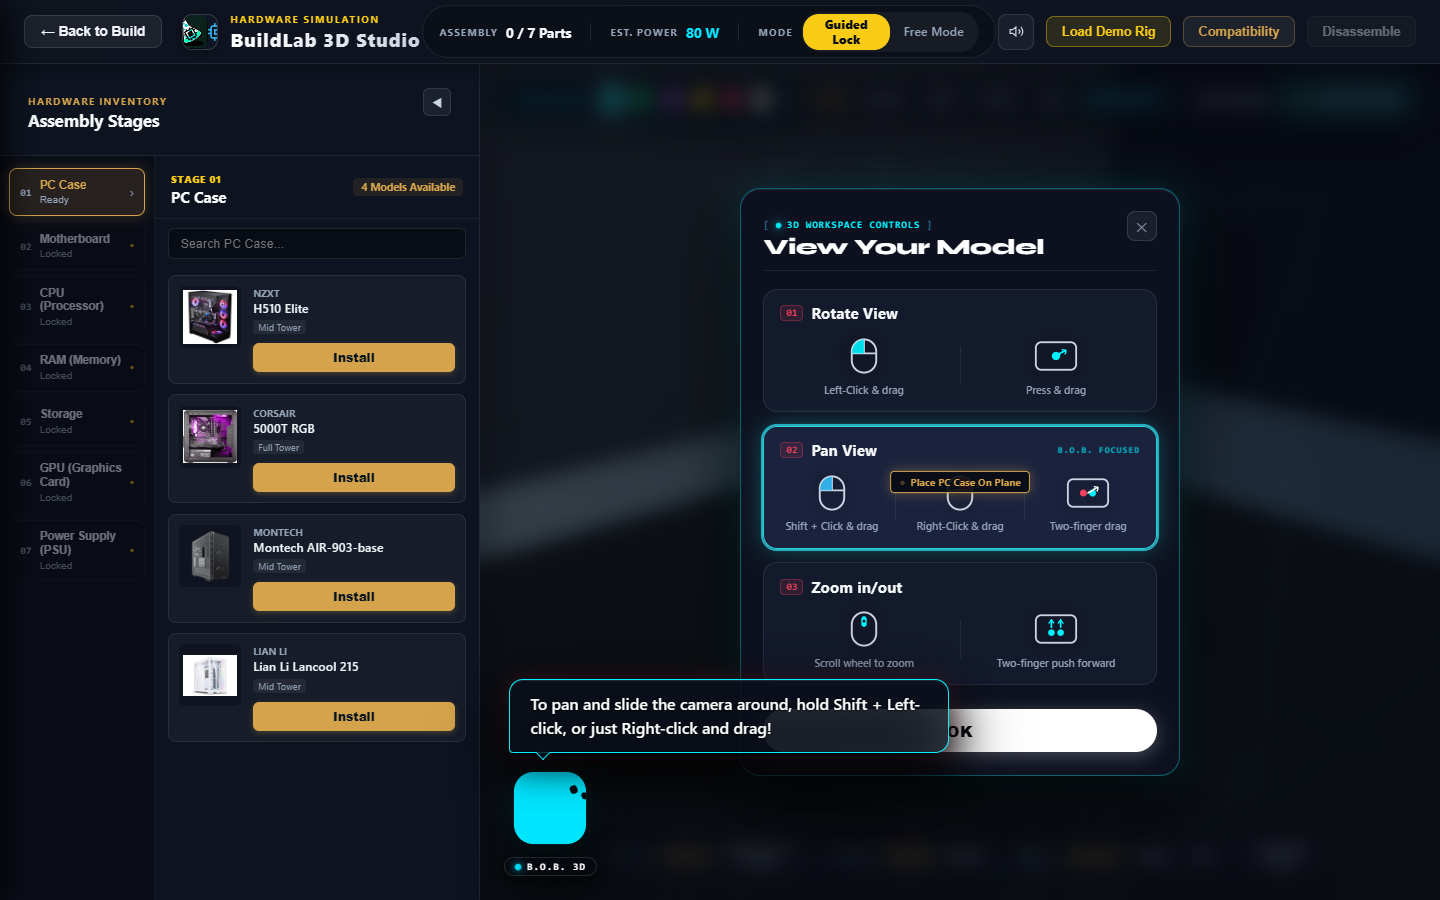 ← Back to Build
HARDWARE SIMULATION
BuildLab 3D Studio
ASSEMBLY 0 / 7 Parts
EST. POWER 80 W
MODE
Guided Lock
Free Mode
Load Demo Rig
Compatibility
Disassemble
HARDWARE INVENTORY
Assembly Stages
01 PC Case
Ready
02 Motherboard
Locked
03 CPU (Processor)
Locked
04 RAM (Memory)
Locked
05 Storage
Locked
06 GPU (Graphics Card)
Locked
07 Power Supply (PSU)
Locked
STAGE 01
PC Case
4 Models Available
Search PC Case...
NZXT
H510 Elite
Mid Tower
Install
CORSAIR
5000T RGB
Full Tower
Install
MONTECH
Montech AIR-903-base
Mid Tower
Install
LIAN LI
Lian Li Lancool 215
Mid Tower
Install
[ 3D WORKSPACE CONTROLS ]
View Your Model
01 Rotate View
Left-Click & drag
Press & drag
02 Pan View
B.O.B. FOCUSED
Place PC Case On Plane
Shift + Click & drag
Right-Click & drag
Two-finger drag
03 Zoom in/out
Scroll wheel to zoom
Two-finger push forward
To pan and slide the camera around, hold Shift + Left-
click, or just Right-click and drag!
OK
B.O.B. 3D